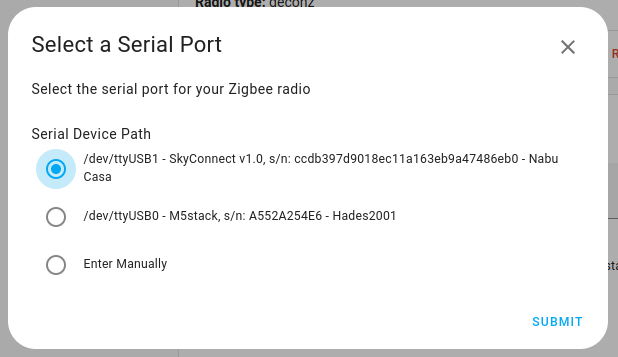 Radio type: deconz
Select a Serial Port
Select the serial port for your Zigbee radio
Serial Device Path
/dev/ttyUSB1 - SkyConnect v1.0, s/n: ccdb397d9018ec11a163eb9a47486eb0 - Nabu
Casa
/dev/ttyUSB0 - M5stack, s/n: A552A254E6 - Hades2001
Enter Manually
SUBMIT